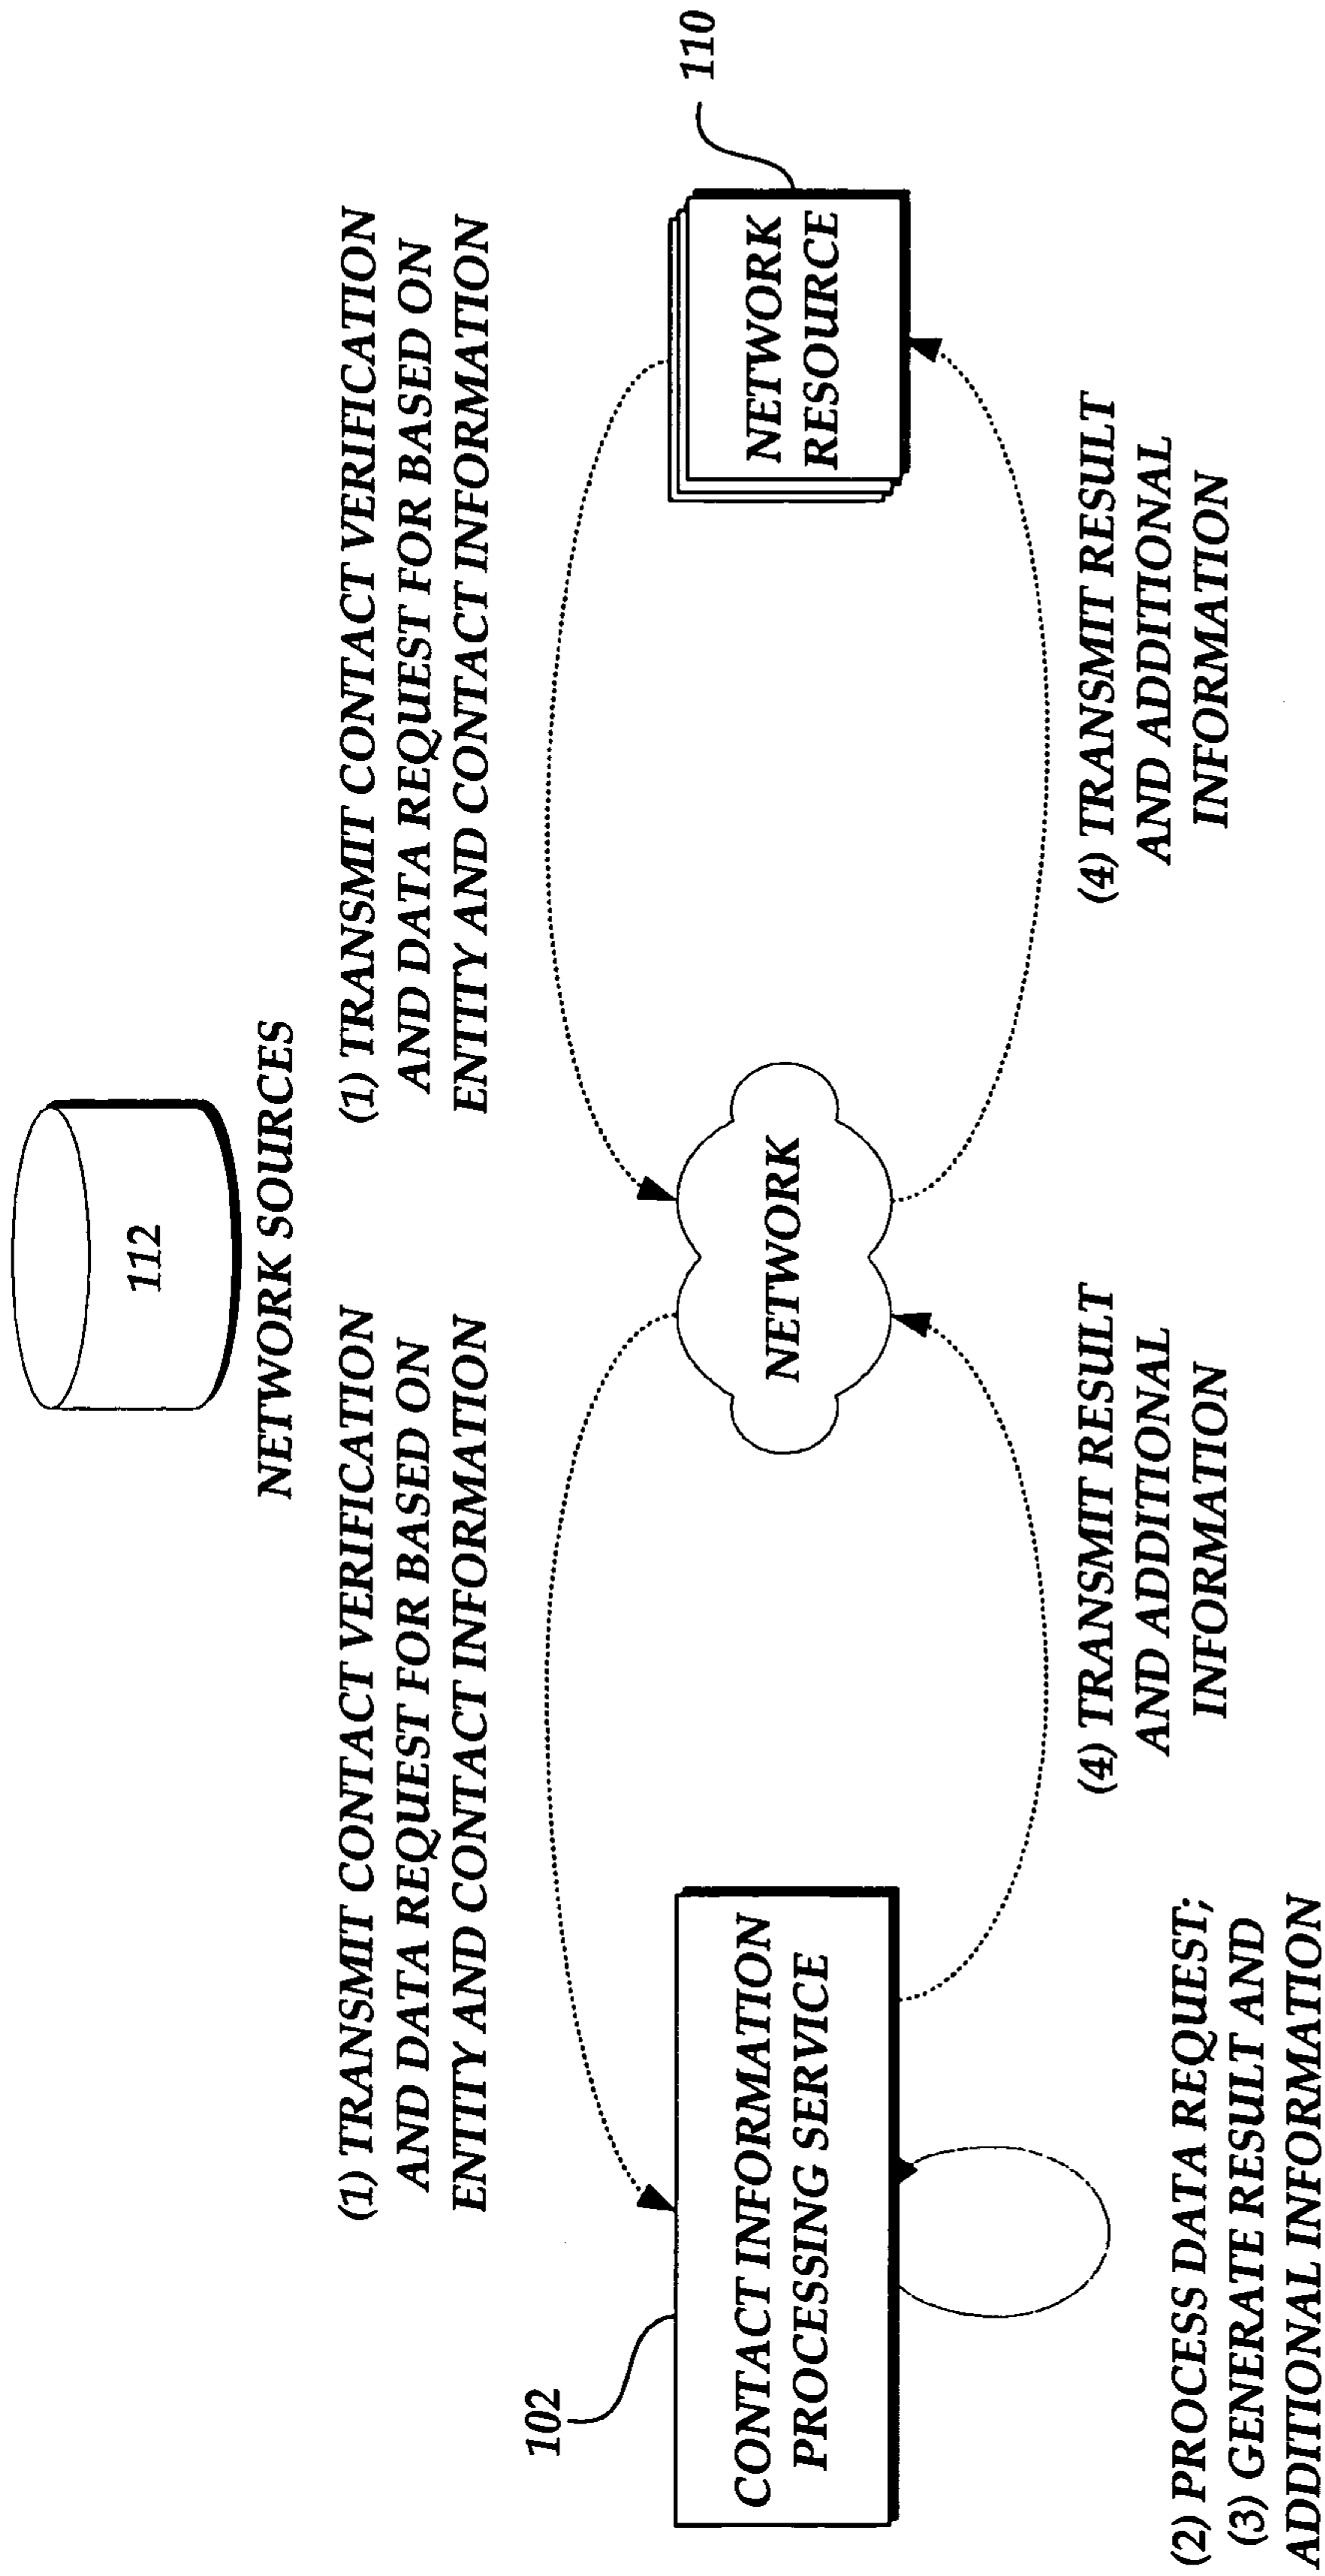 112
NETWORK SOURCES
(1) TRANSMIT CONTACT VERIFICATION
AND DATA REQUEST FOR BASED ON
ENTITY AND CONTACT INFORMATION
(1) TRANSMIT CONTACT VERIFICATION
AND DATA REQUEST FOR BASED ON
ENTITY AND CONTACT INFORMATION
102
CONTACT INFORMATION
PROCESSING SERVICE
NETWORK
NETWORK
RESOURCE
110
(4) TRANSMIT RESULT
AND ADDITIONAL
INFORMATION
(4) TRANSMIT RESULT
AND ADDITIONAL
INFORMATION
(2) PROCESS DATA REQUEST;
(3) GENERATE RESULT AND
ADDITIONAL INFORMATION